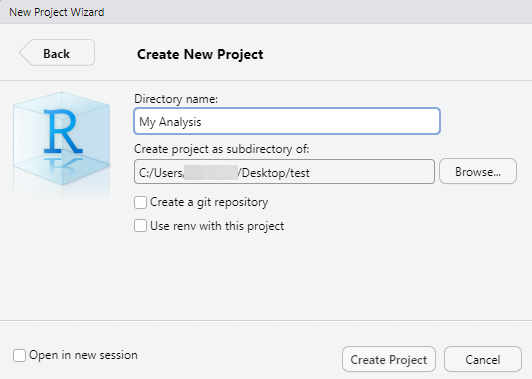 New Project Wizard
Back
Create New Project
R
Directory name:
My Analysis
Create project as subdirectory of:
C:/Users/ /Desktop/test
Browse...
Create a git repository
Use renv with this project
Open in new session
Create Project
Cancel